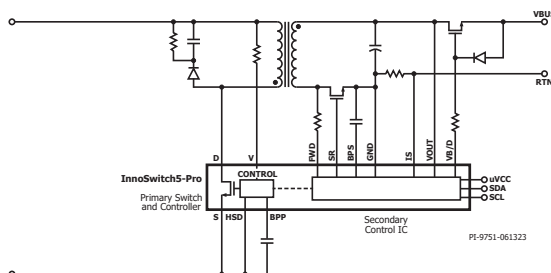 VBUS
RTN
D
V
FWD
SR
BPS
GND
IS
VOUT
VB/D
InnoSwitch5-Pro
CONTROL
Primary Switch
and Controller
uVCC
SDA
SCL
S
HSD
BPP
Secondary
Control IC
PI-9751-061323